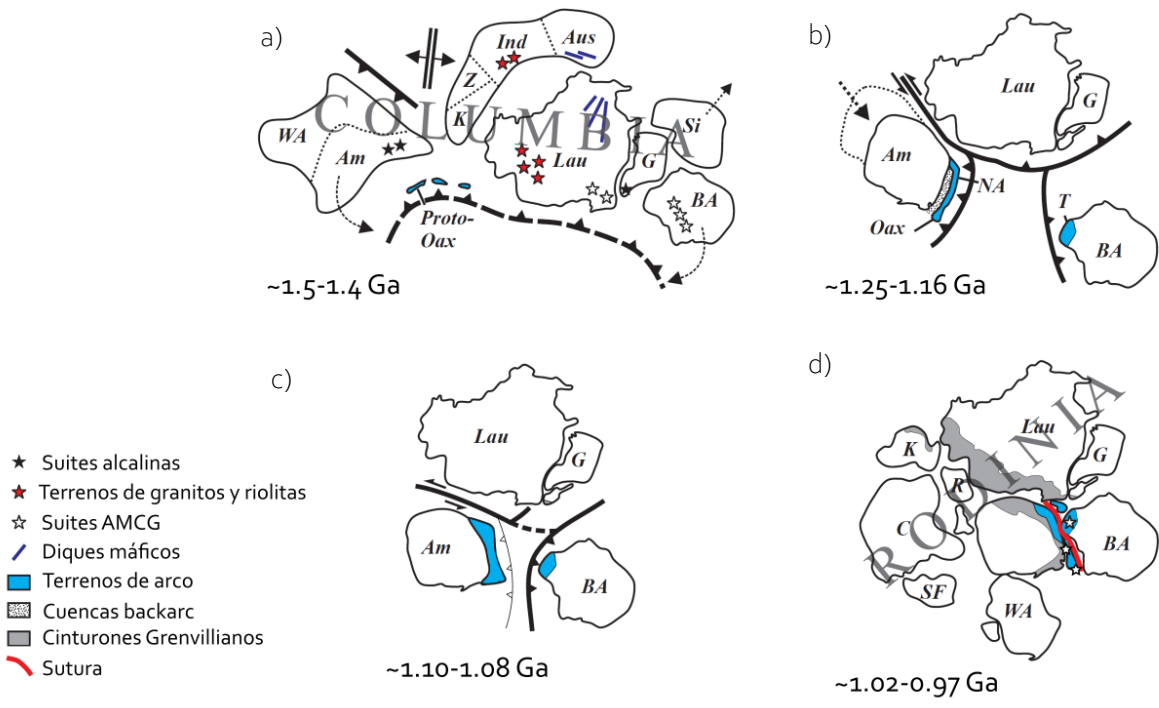 a)
Ind
Aus
Z
K
COLUMBIA
WA
Am
Lau
Si
G
BA
Proto-
Oax
~1.5-1.4 Ga
b)
Lau
G
Am
NA
T
Oax
BA
~1.25-1.16 Ga
c)
Lau
G
Am
BA
~1.10-1.08 Ga
d)
RODINIA
Lau
K
G
R
C
BA
SF
WA
~1.02-0.97 Ga
Suites alcalinas
Terrenos de granitos y riolitas
Suites AMCG
Diques máficos
Terrenos de arco
Cuencas backarc
Cinturones Grenvillianos
Sutura